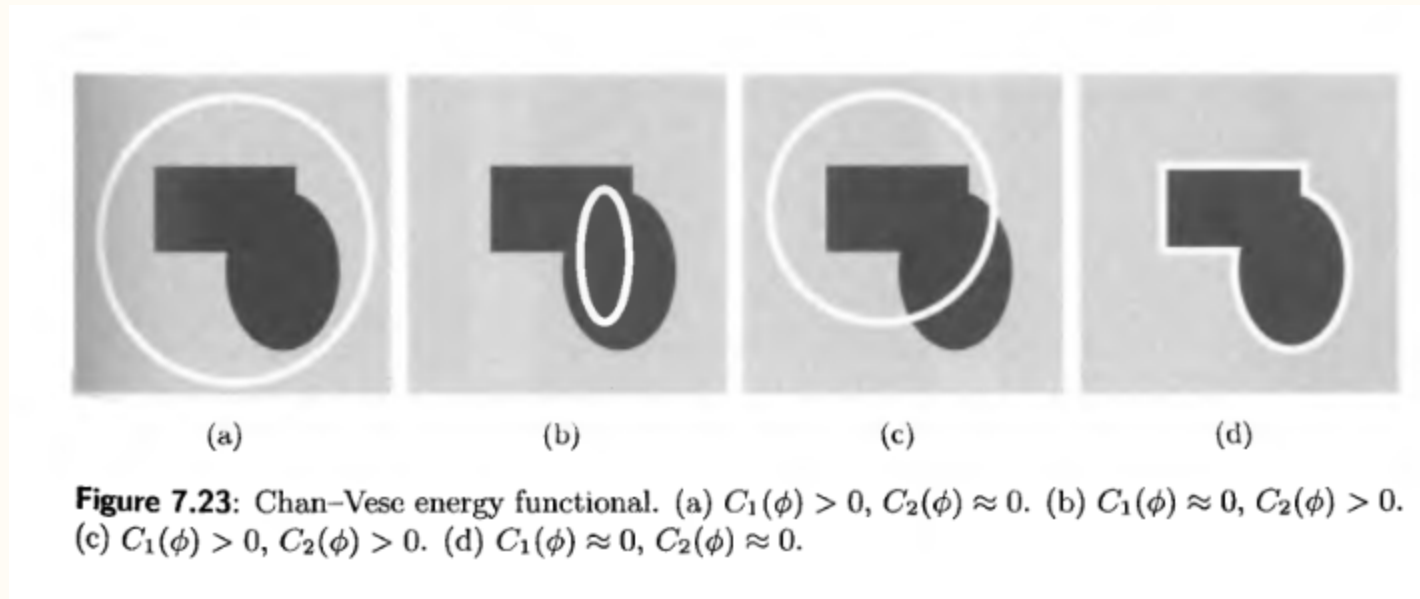 (a) (b) (c) (d)
Figure 7.23: Chan–Vese energy functional. (a) C₁(ϕ) > 0, C₂(ϕ) ≈ 0. (b) C₁(ϕ) ≈ 0, C₂(ϕ) > 0.
(c) C₁(ϕ) > 0, C₂(ϕ) > 0. (d) C₁(ϕ) ≈ 0, C₂(ϕ) ≈ 0.